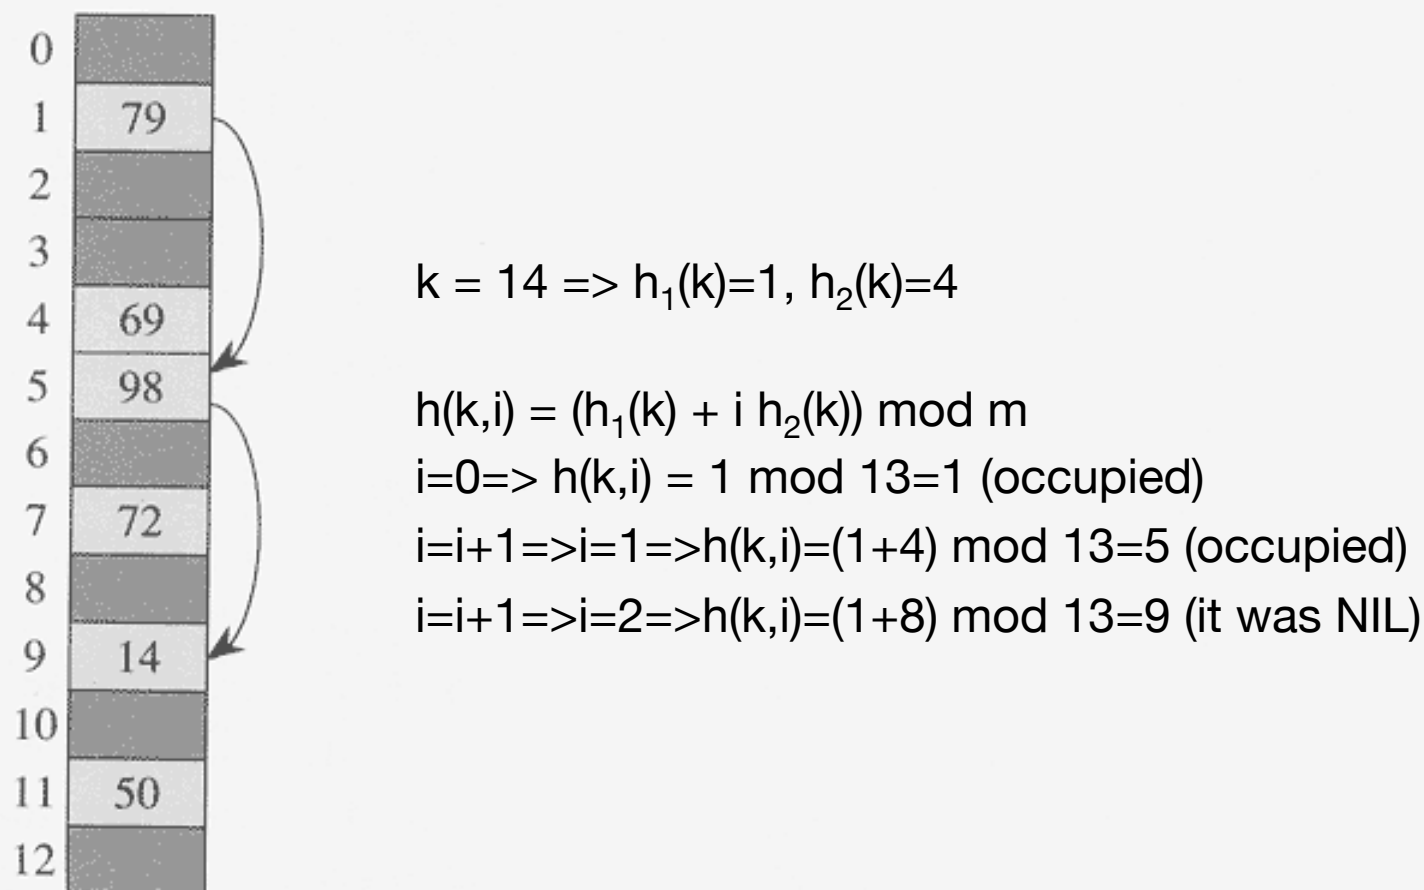 0
1 79
2
3
4 69
5 98
6
7 72
8
9 14
10
11 50
12
k = 14 => h₁(k)=1, h₂(k)=4
h(k,i) = (h₁(k) + i h₂(k)) mod m
i=0=> h(k,i) = 1 mod 13=1 (occupied)
i=i+1=>i=1=>h(k,i)=(1+4) mod 13=5 (occupied)
i=i+1=>i=2=>h(k,i)=(1+8) mod 13=9 (it was NIL)